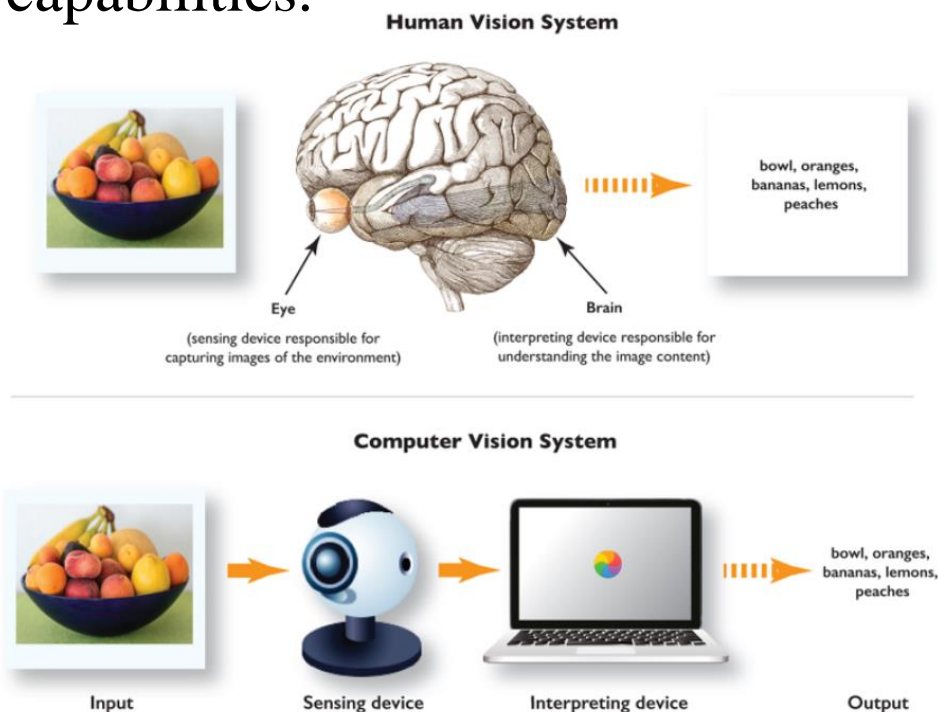 capabilities.
Human Vision System
bowl, oranges,
bananas, lemons,
peaches
Eye
(sensing device responsible for
capturing images of the environment)
Brain
(interpreting device responsible for
understanding the image content)
Computer Vision System
bowl, oranges,
bananas, lemons,
peaches
Input
Sensing device
Interpreting device
Output